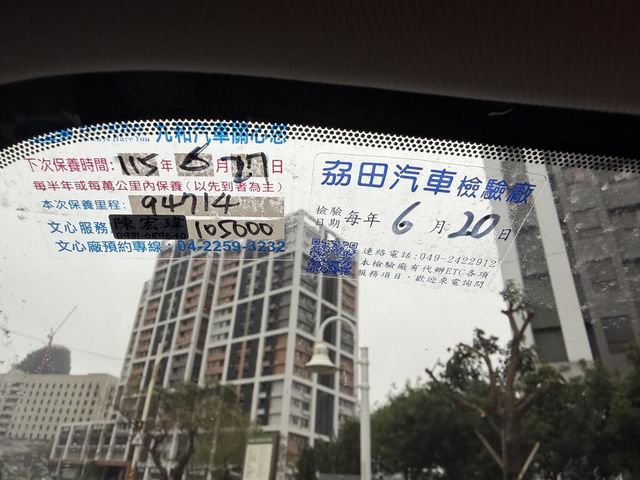 九和汽車關心您
下次保養時間: 115 年 6 月 27 日
每半年或每萬公里內保養(以先到者為主)
本次保養里程: 94714
文心服務 陳宏瑋 105000
文心廠預約專線: 04-2259-3232
茘田汽車檢驗廠
檢驗日期 每年 6 月 20 日
連絡電話:049-2422912
本檢驗廠有代辦ETC各項
服務項目,歡迎來電詢問